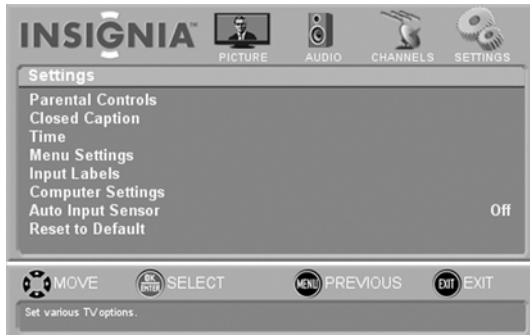 INSIGNIA™
PICTURE AUDIO CHANNELS SETTINGS
Settings
Parental Controls
Closed Caption
Time
Menu Settings
Input Labels
Computer Settings
Auto Input Sensor Off
Reset to Default
MOVE OK ENTER SELECT MENU PREVIOUS EXIT EXIT
Set various TV options.